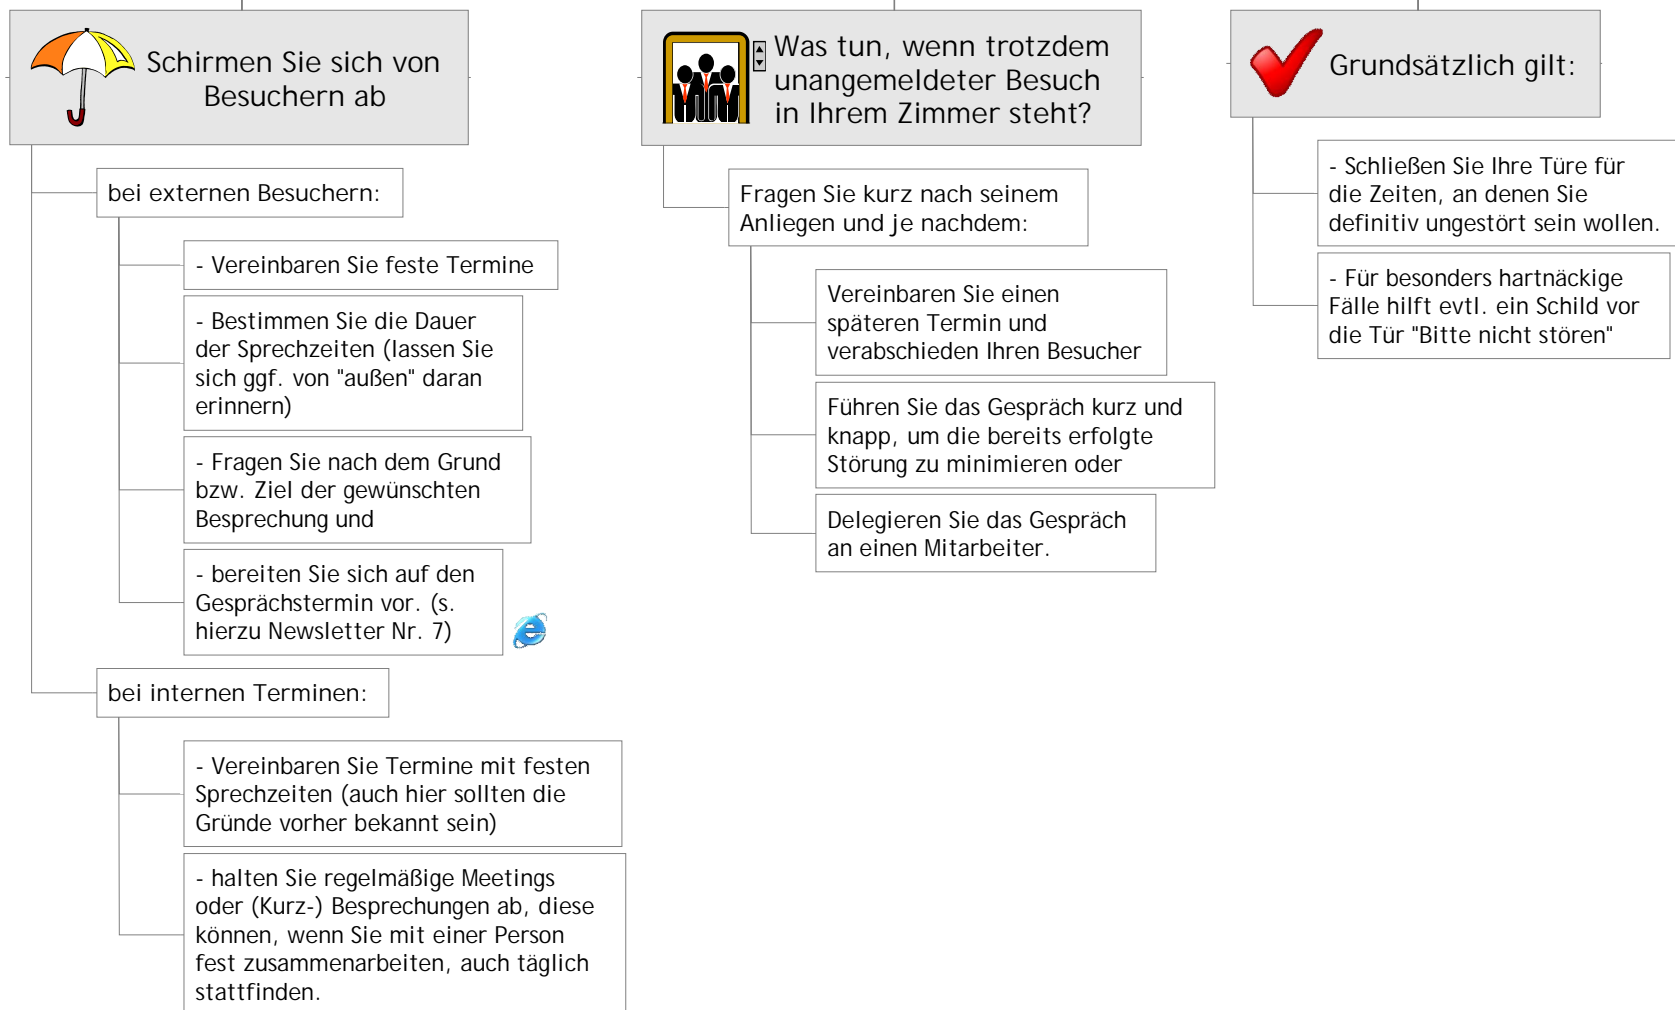 Schirmen Sie sich von
Besuchern ab
bei externen Besuchern:
- Vereinbaren Sie feste Termine
- Bestimmen Sie die Dauer
der Sprechzeiten (lassen Sie
sich ggf. von "außen" daran
erinnern)
- Fragen Sie nach dem Grund
bzw. Ziel der gewünschten
Besprechung und
- bereiten Sie sich auf den
Gesprächstermin vor. (s.
hierzu Newsletter Nr. 7)
bei internen Terminen:
- Vereinbaren Sie Termine mit festen
Sprechzeiten (auch hier sollten die
Gründe vorher bekannt sein)
- halten Sie regelmäßige Meetings
oder (Kurz-) Besprechungen ab, diese
können, wenn Sie mit einer Person
fest zusammenarbeiten, auch täglich
stattfinden.
Was tun, wenn trotzdem
unangemeldeter Besuch
in Ihrem Zimmer steht?
Fragen Sie kurz nach seinem
Anliegen und je nachdem:
Vereinbaren Sie einen
späteren Termin und
verabschieden Ihren Besucher
Führen Sie das Gespräch kurz und
knapp, um die bereits erfolgte
Störung zu minimieren oder
Delegieren Sie das Gespräch
an einen Mitarbeiter.
Grundsätzlich gilt:
- Schließen Sie Ihre Türe für
die Zeiten, an denen Sie
definitiv ungestört sein wollen.
- Für besonders hartnäckige
Fälle hilft evtl. ein Schild vor
die Tür "Bitte nicht stören"